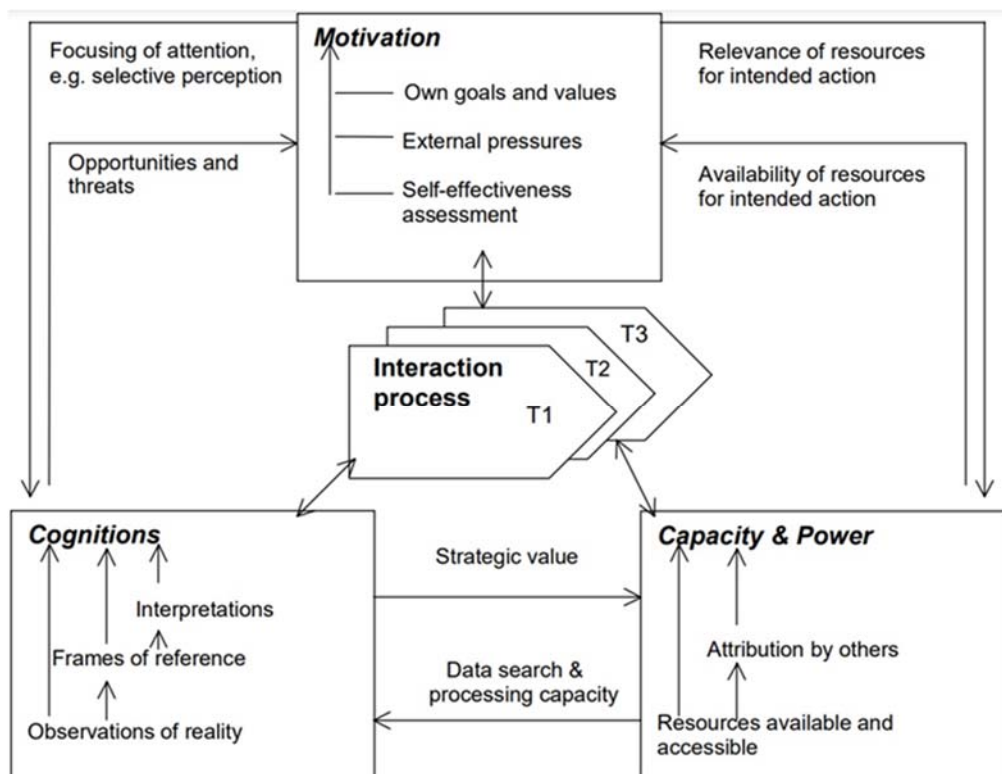 Motivation
Focusing of attention,
e.g. selective perception
Relevance of resources
for intended action
Own goals and values
External pressures
Opportunities and
threats
Availability of resources
for intended action
Self-effectiveness
assessment
T3
T2
Interaction
process
T1
Cognitions
Capacity & Power
Strategic value
Interpretations
Frames of reference
Attribution by others
Data search &
processing capacity
Observations of reality
Resources available and
accessible